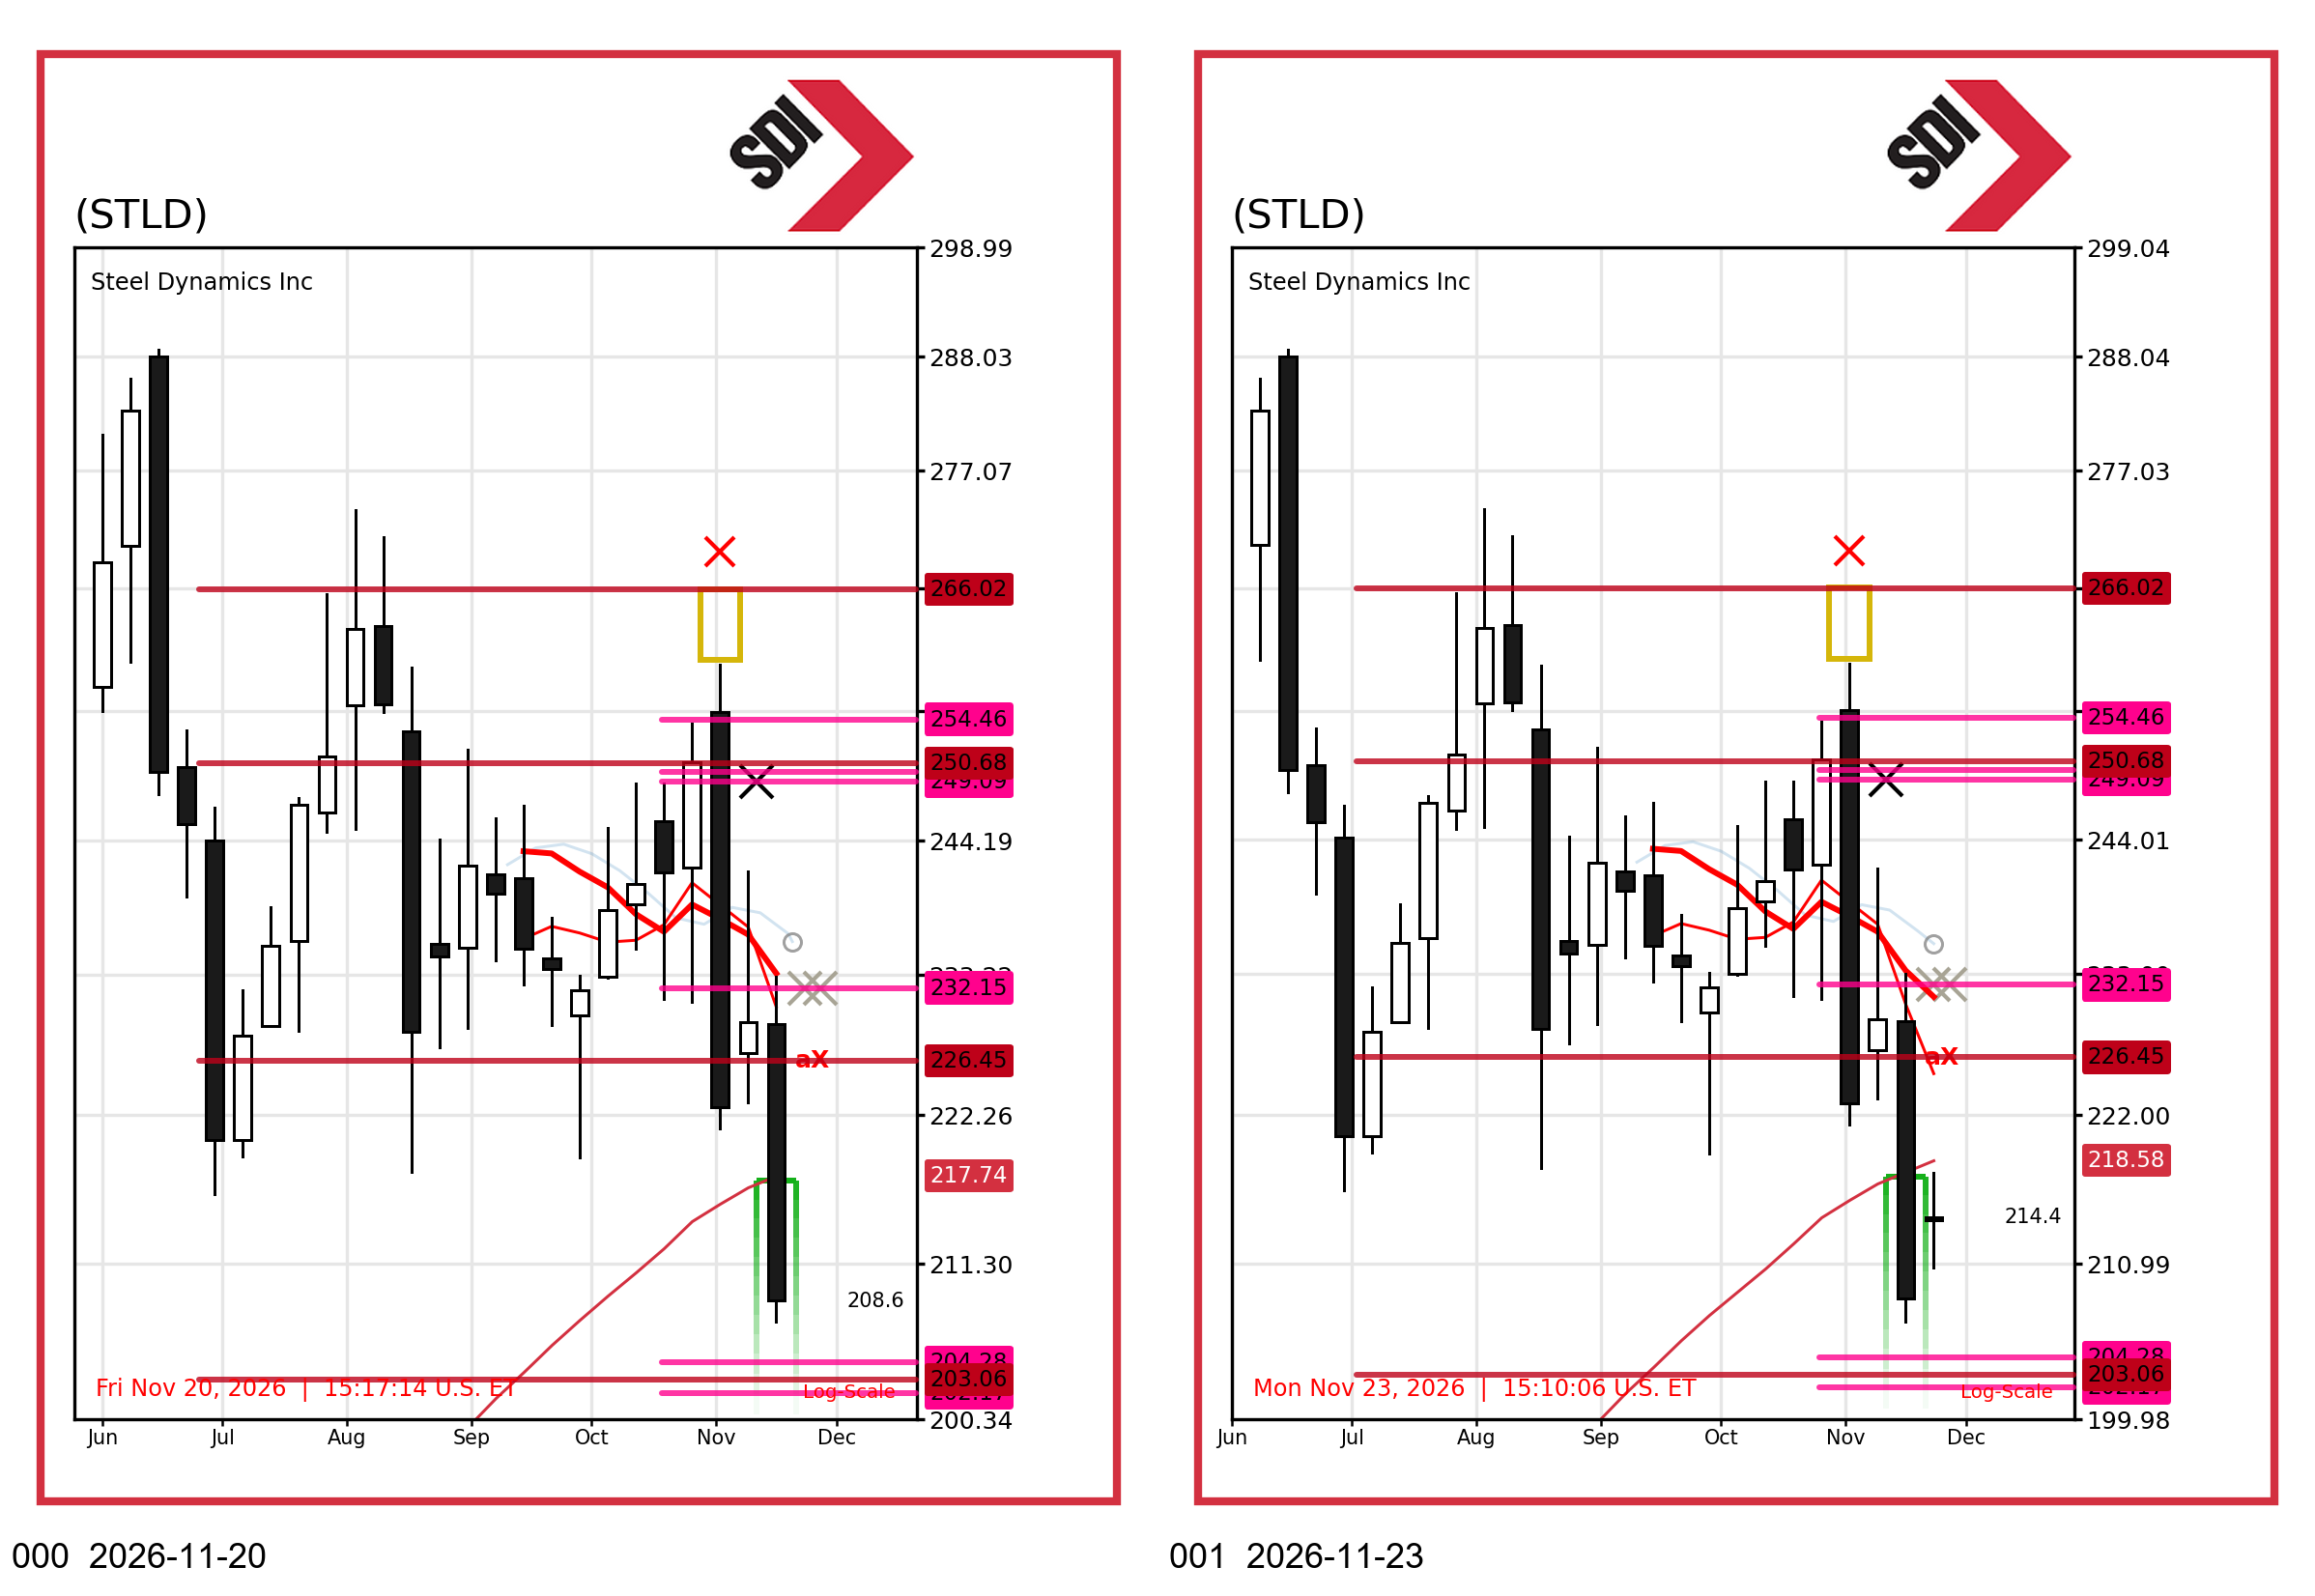 SDI
(STLD)
Steel Dynamics Inc
298.99
288.03
277.07
266.02
254.46
250.68
249.09
244.19
232.15
226.45
222.26
217.74
211.30
208.6
204.28
203.06
200.34
Fri Nov 20, 2026 | 15:17:14 U.S. ET
Log-Scale
aX
Jun Jul Aug Sep Oct Nov Dec
000 2026-11-20
SDI
(STLD)
Steel Dynamics Inc
299.04
288.04
277.03
266.02
254.46
250.68
249.09
244.01
232.15
226.45
222.00
218.58
214.4
210.99
204.28
203.06
199.98
Mon Nov 23, 2026 | 15:10:06 U.S. ET
Log-Scale
aX
Jun Jul Aug Sep Oct Nov Dec
001 2026-11-23